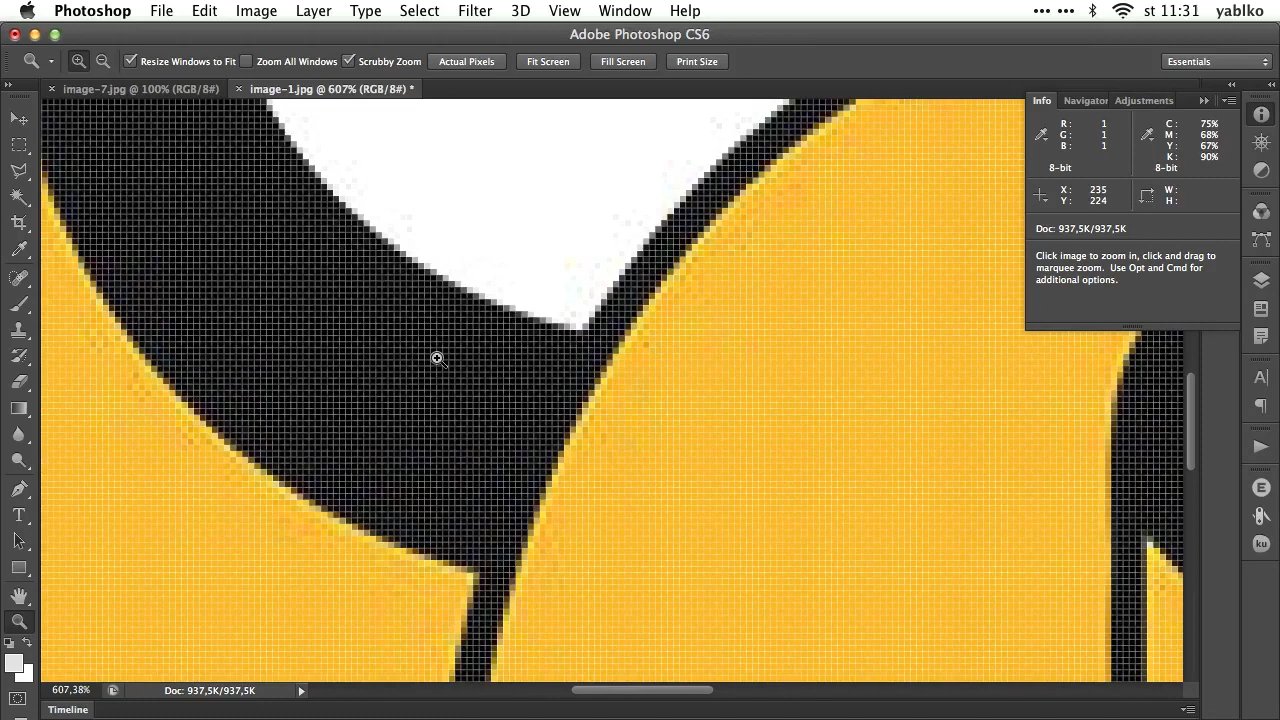 Photoshop File Edit Image Layer Type Select Filter 3D View Window Help st 11:31 yablko
Adobe Photoshop CS6
Resize Windows to Fit Zoom All Windows Scrubby Zoom Actual Pixels Fit Screen Fill Screen Print Size Essentials
image-7.jpg @ 100% (RGB/8#) image-1.jpg @ 607% (RGB/8#) *
Info Navigator Adjustments
R: 1 C: 75%
G: 1 M: 68%
B: 1 Y: 67%
K: 90%
8-bit 8-bit
X: 235 W:
Y: 224 H:
Doc: 937,5K/937,5K
Click image to zoom in, click and drag to
marquee zoom. Use Opt and Cmd for
additional options.
607,38% Doc: 937,5K/937,5K
Timeline